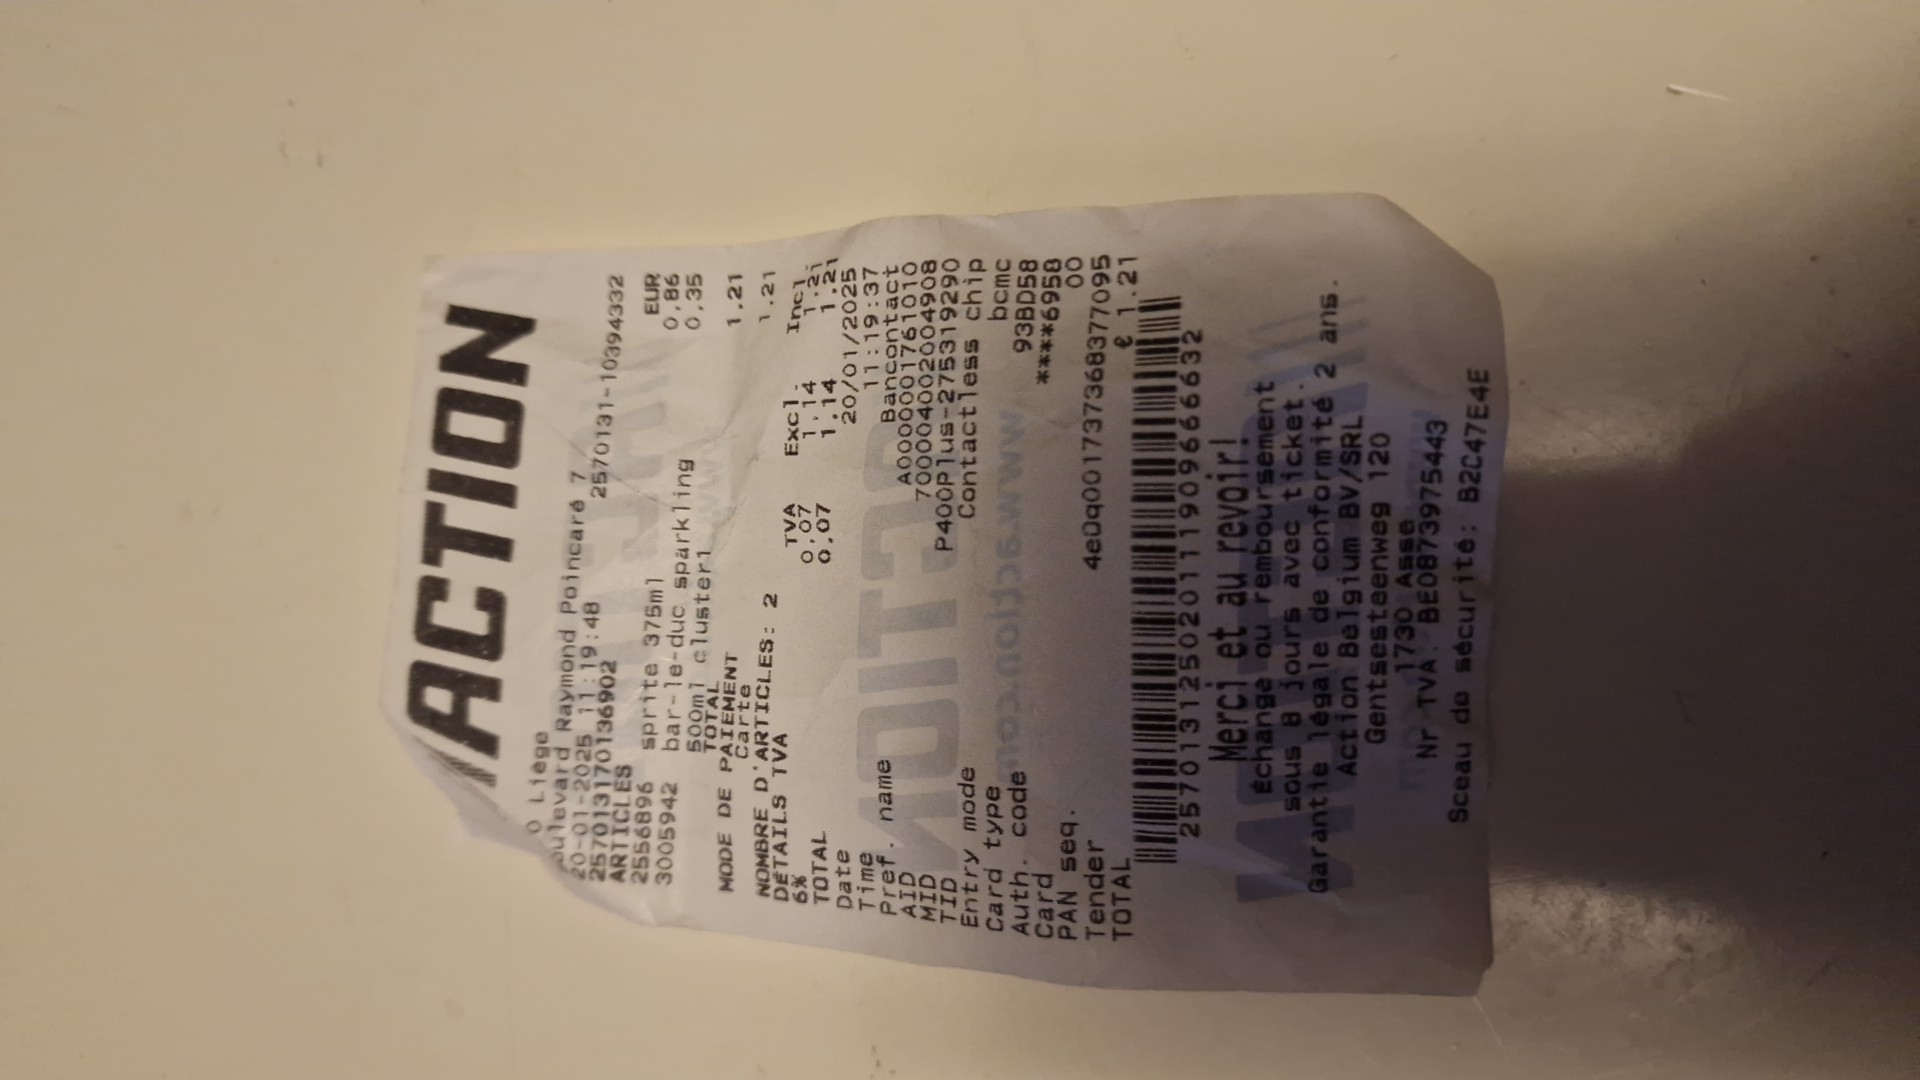 ACTION
O Liège
oulevard Raymond Poincaré 7
20-01-2025 11:19:48 2570131-10394332
257013170136902
ARTICLES EUR
2556896 sprite 375ml 0,86
3005942 bar-le-duc sparkling 0,35
500ml cluster1
TOTAL 1.21
MODE DE PAIEMENT
Carte 1.21
NOMBRE D'ARTICLES: 2
DÉTAILS TVA TVA Excl. Incl.
6% 0,07 1.14 1.21
TOTAL 0,07 1,14 1.21
Date 20/01/2025
Time 11:19:37
Pref. name Bancontact
AID A0000001761010
MID 700004002004908
TID P400Plus-275319290
Entry mode Contactless chip
Card type bcmc
Auth. code 93BD58
Card ****6958
PAN seq. 00
Tender 4e0q001737368377095
TOTAL € 1.21
Merci et au revoir!
Échange ou remboursement
sous 8 jours avec ticket.
Garantie légale de conformité 2 ans.
Action Belgium BV/SRL
Gentsesteenweg 120
1730 Asse
Nr TVA: BE0873975443
Sceau de sécurité: B2C47E4E